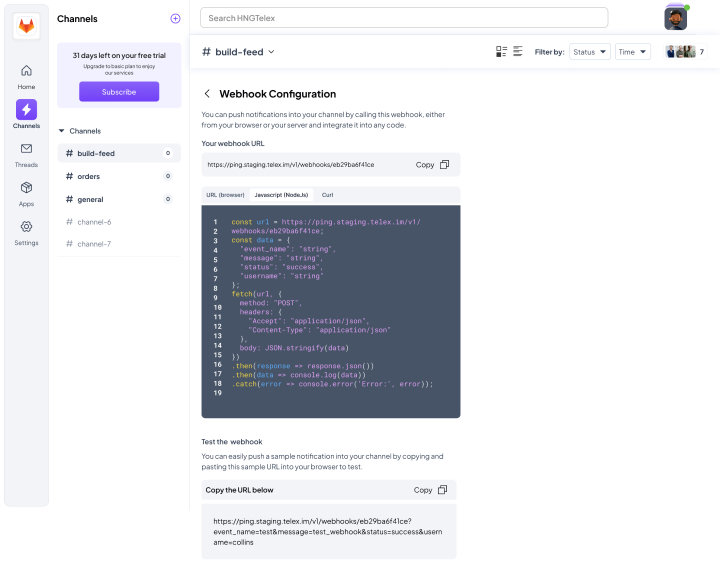 Channels
31 days left on your free trial
Upgrade to basic plan to enjoy
our services
Subscribe
Home
Channels
Threads
Apps
Settings
Channels
# build-feed 0
# orders 0
# general 0
# channel-6
# channel-7
Search HNGTelex
# build-feed
Filter by:
Status
Time
7
Webhook Configuration
You can push notifications into your channel by calling this webhook, either
from your browser or your server and integrate it into any code.
Your webhook URL
https://ping.staging.telex.im/v1/webhooks/eb29ba6f41ce
Copy
URL (browser)
Javascript (NodeJs)
Curl
1 const url = https://ping.staging.telex.im/v1/
2 webhooks/eb29ba6f41ce;
3 const data = {
4 "event_name": "string",
5 "message": "string",
6 "status": "success",
7 "username": "string"
8 };
9 fetch(url, {
10 method: "POST",
11 headers: {
12 "Accept": "application/json",
13 "Content-Type": "application/json"
14 },
15 body: JSON.stringify(data)
16 })
17 .then(response => response.json())
18 .then(data => console.log(data))
19 .catch(error => console.error('Error:', error));
Test the webhook
You can easily push a sample notification into your channel by copying and
pasting this sample URL into your browser to test.
Copy the URL below
Copy
https://ping.staging.telex.im/v1/webhooks/eb29ba6f41ce?
event_name=test&message=test_webhook&status=success&usern
ame=collins